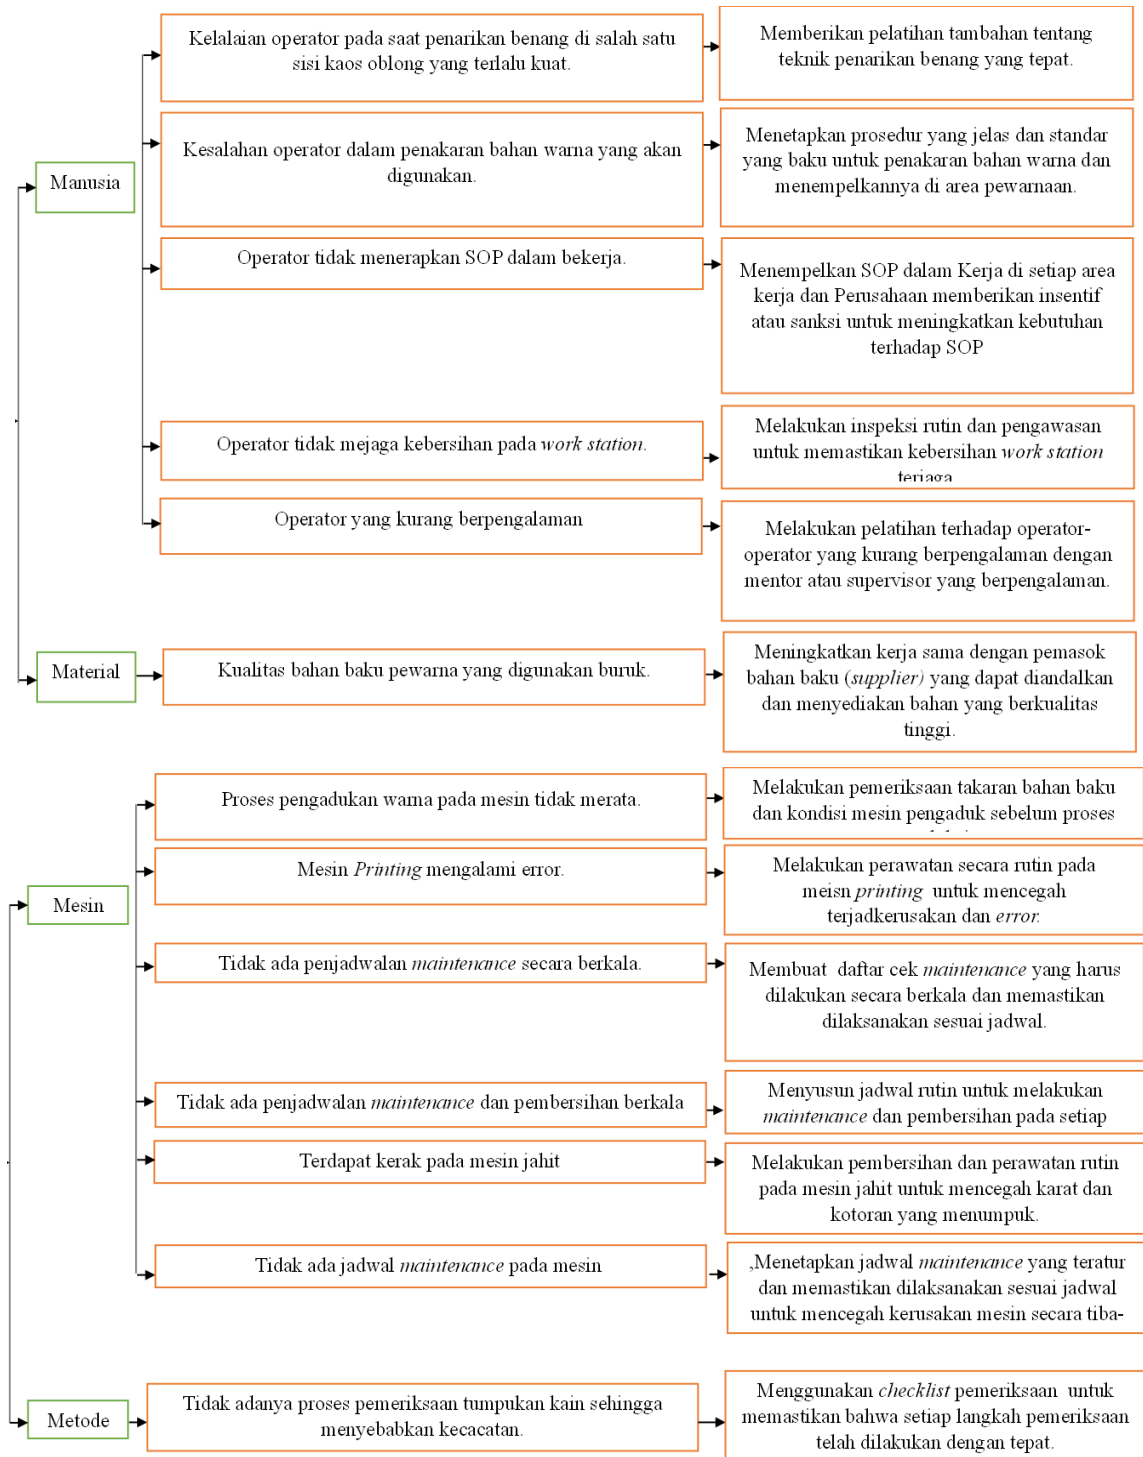 Manusia
Kelalaian operator pada saat penarikan benang di salah satu
sisi kaos oblong yang terlalu kuat.
Memberikan pelatihan tambahan tentang
teknik penarikan benang yang tepat.
Kesalahan operator dalam penakaran bahan warna yang akan
digunakan.
Menetapkan prosedur yang jelas dan standar
yang baku untuk penakaran bahan warna dan
menempelkannya di area pewarnaan.
Operator tidak menerapkan SOP dalam bekerja.
Menempelkan SOP dalam Kerja di setiap area
kerja dan Perusahaan memberikan insentif
atau sanksi untuk meningkatkan kebutuhan
terhadap SOP
Operator tidak mejaga kebersihan pada work station.
Melakukan inspeksi rutin dan pengawasan
untuk memastikan kebersihan work station
terjaga
Operator yang kurang berpengalaman
Melakukan pelatihan terhadap operator-
operator yang kurang berpengalaman dengan
mentor atau supervisor yang berpengalaman.
Material
Kualitas bahan baku pewarna yang digunakan buruk.
Meningkatkan kerja sama dengan pemasok
bahan baku (supplier) yang dapat diandalkan
dan menyediakan bahan yang berkualitas
tinggi.
Mesin
Proses pengadukan warna pada mesin tidak merata.
Melakukan pemeriksaan takaran bahan baku
dan kondisi mesin pengaduk sebelum proses
Mesin Printing mengalami error.
Melakukan perawatan secara rutin pada
meisn printing untuk mencegah
terjadkerusakan dan error.
Tidak ada penjadwalan maintenance secara berkala.
Membuat daftar cek maintenance yang harus
dilakukan secara berkala dan memastikan
dilaksanakan sesuai jadwal.
Tidak ada penjadwalan maintenance dan pembersihan berkala
Menyusun jadwal rutin untuk melakukan
maintenance dan pembersihan pada setiap
Terdapat kerak pada mesin jahit
Melakukan pembersihan dan perawatan rutin
pada mesin jahit untuk mencegah karat dan
kotoran yang menumpuk.
Tidak ada jadwal maintenance pada mesin
,Menetapkan jadwal maintenance yang teratur
dan memastikan dilaksanakan sesuai jadwal
untuk mencegah kerusakan mesin secara tiba-
Metode
Tidak adanya proses pemeriksaan tumpukan kain sehingga
menyebabkan kecacatan.
Menggunakan checklist pemeriksaan untuk
memastikan bahwa setiap langkah pemeriksaan
telah dilakukan dengan tepat.